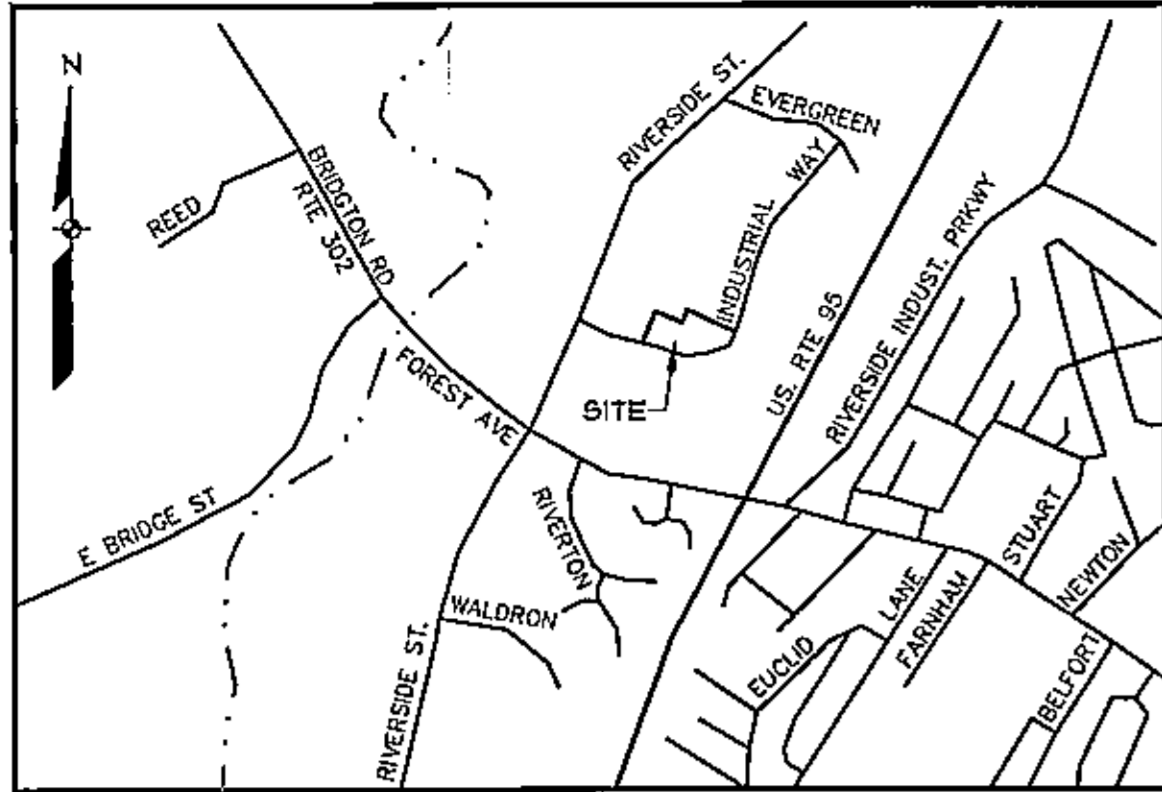 N
RIVERSIDE ST.
EVERGREEN
REED
BRIDGTON RD
RTE 302
INDUSTRIAL WAY
RIVERSIDE INDUST. PRKWY
US. RTE 95
FOREST AVE
SITE
E BRIDGE ST
RIVERTON
WALDRON
RIVERSIDE ST.
STUART
NEWTON
LANE
FARNHAM
EUCLID
BELFORT